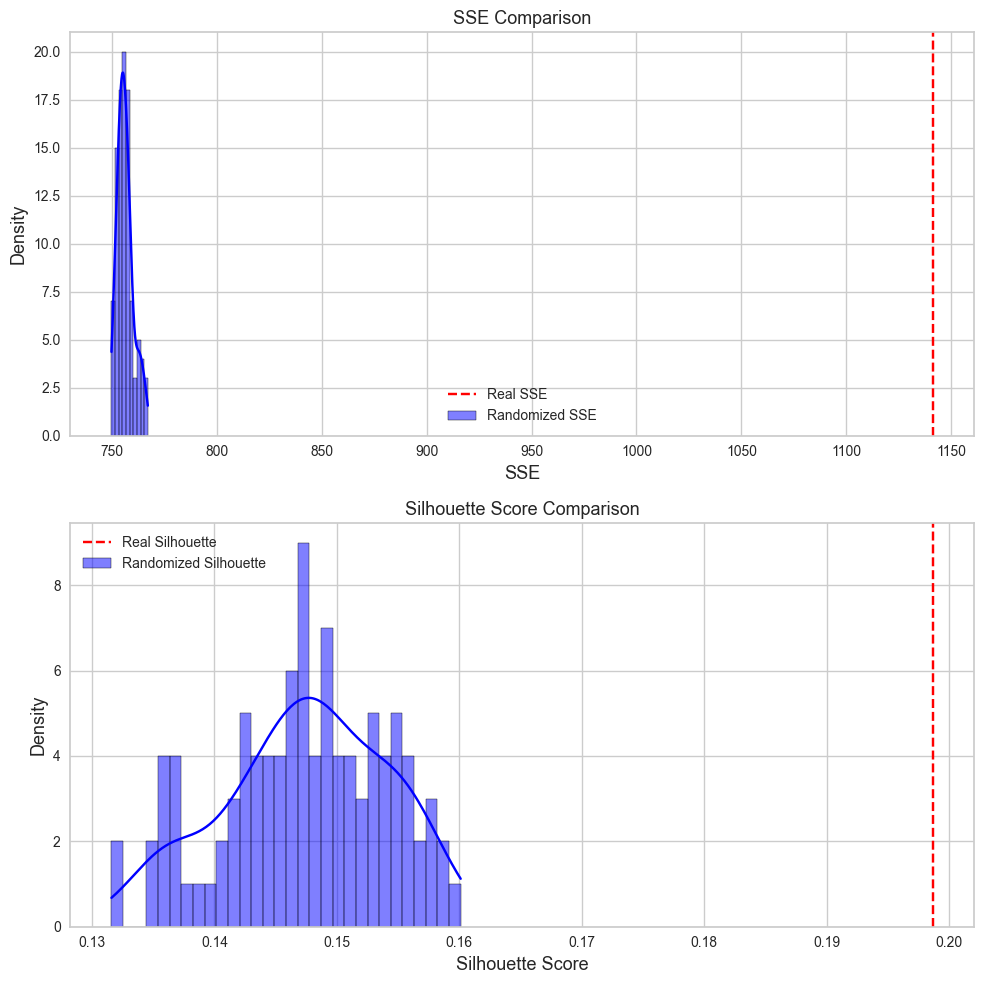 SSE Comparison
20.0
17.5
15.0
12.5
10.0
7.5
5.0
2.5
0.0
Density
Real SSE
Randomized SSE
750 800 850 900 950 1000 1050 1100 1150
SSE
Silhouette Score Comparison
Real Silhouette
Randomized Silhouette
8
6
4
2
0
Density
0.13 0.14 0.15 0.16 0.17 0.18 0.19 0.20
Silhouette Score